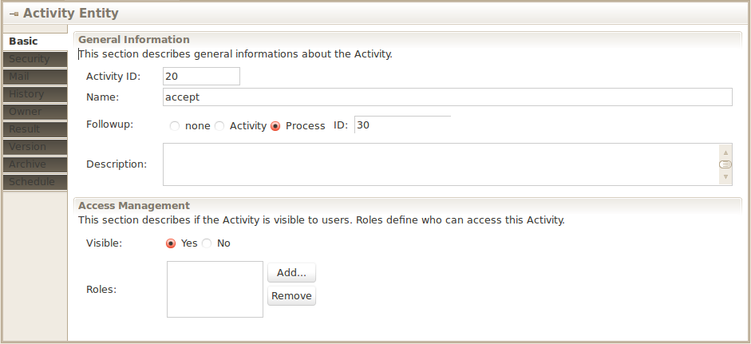 Activity Entity
Basic
Security
Mail
History
Owner
Result
Version
Archive
Schedule
General Information
This section describes general informations about the Activity.
Activity ID: 20
Name: accept
Followup: none Activity Process ID: 30
Description:
Access Management
This section describes if the Activity is visible to users. Roles define who can access this Activity.
Visible: Yes No
Roles:
Add...
Remove